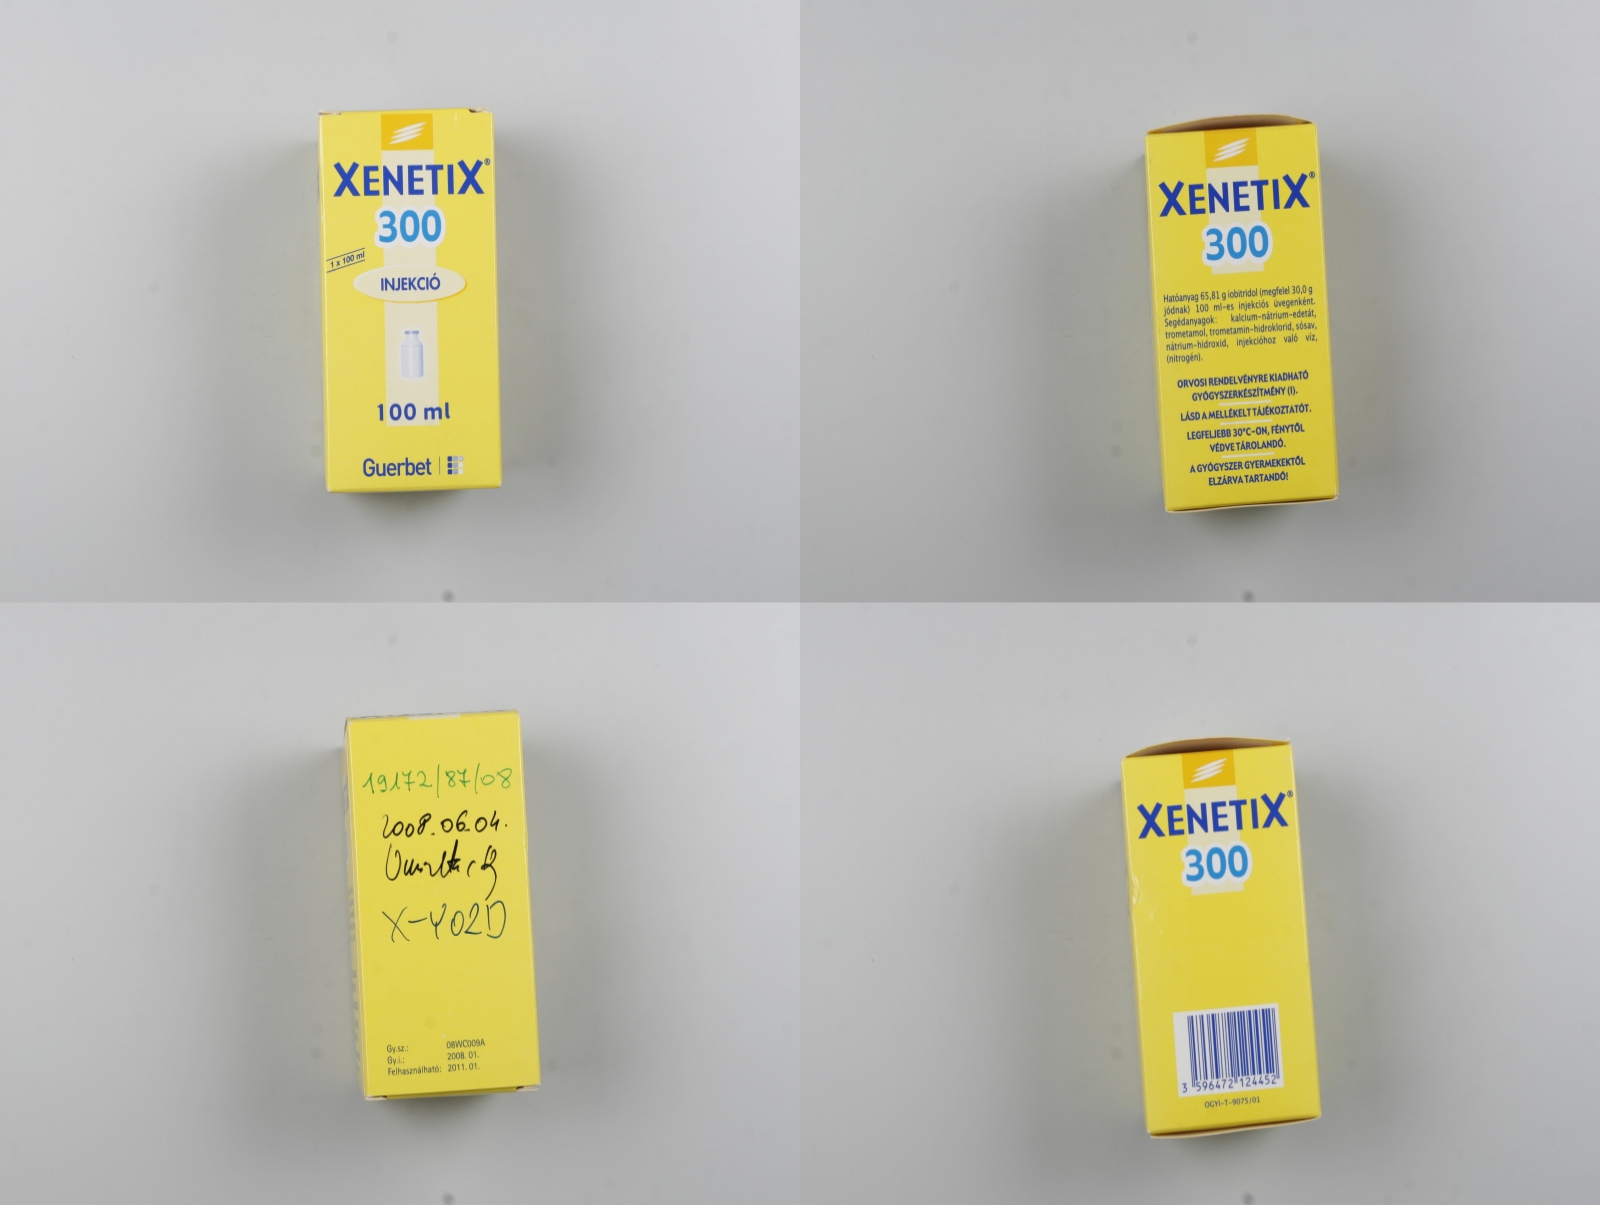 XENETIX®
300
1 x 100 ml
INJEKCIÓ
100 ml
Guerbet
XENETIX®
300
Hatóanyag 65,81 g iobitridol (megfelel 30,0 g
jódnak) 100 ml-es injekciós üvegenként.
Segédanyagok: kalcium-nátrium-edetát,
trometamol, trometamin-hidroklorid, sósav,
nátrium-hidroxid, injekcióhoz való víz,
(nitrogén).
ORVOSI RENDELVÉNYRE KIADHATÓ
GYÓGYSZERKÉSZÍTMÉNY (I).
LÁSD A MELLÉKELT TÁJÉKOZTATÓT.
LEGFELJEBB 30°C-ON, FÉNYTŐL
VÉDVE TÁROLANDÓ.
A GYÓGYSZER GYERMEKEKTŐL
ELZÁRVA TARTANDÓ!
19172/87/08
2008.06.04.
X-402D
Gy.sz.: 08WC009A
Gy.i.: 2008. 01.
Felhasználható: 2011. 01.
XENETIX®
300
3 596472 124452
OGYI-T-9075/01